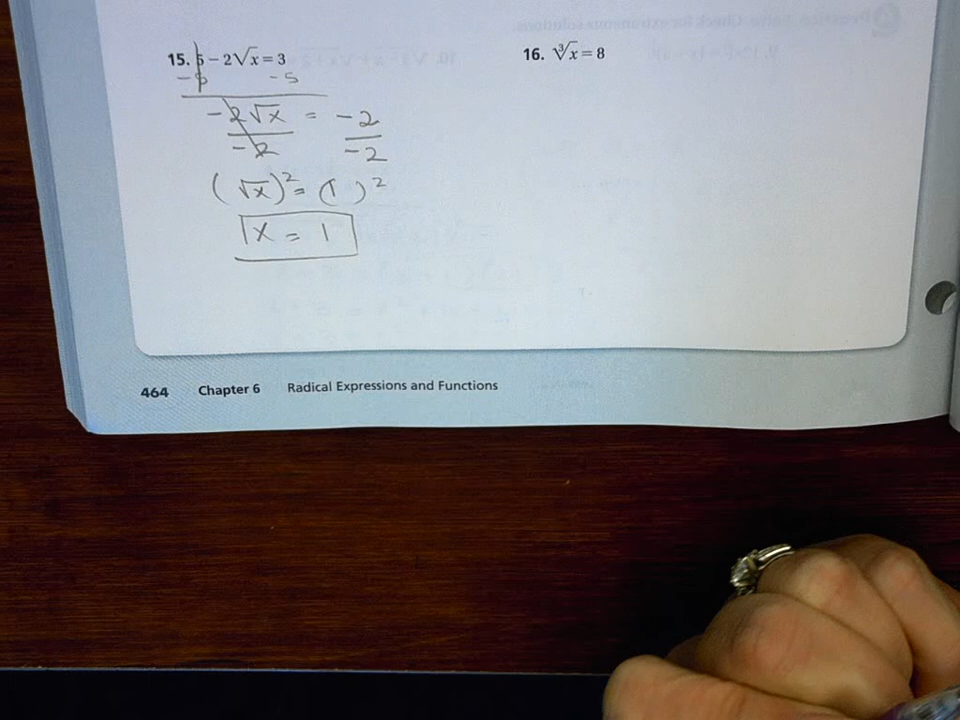 15. 5 − 2√x = 3
−5 −5
−2√x = −2
−2 −2
(√x)² = (1)²
x = 1
16. ∛x = 8
464 Chapter 6 Radical Expressions and Functions